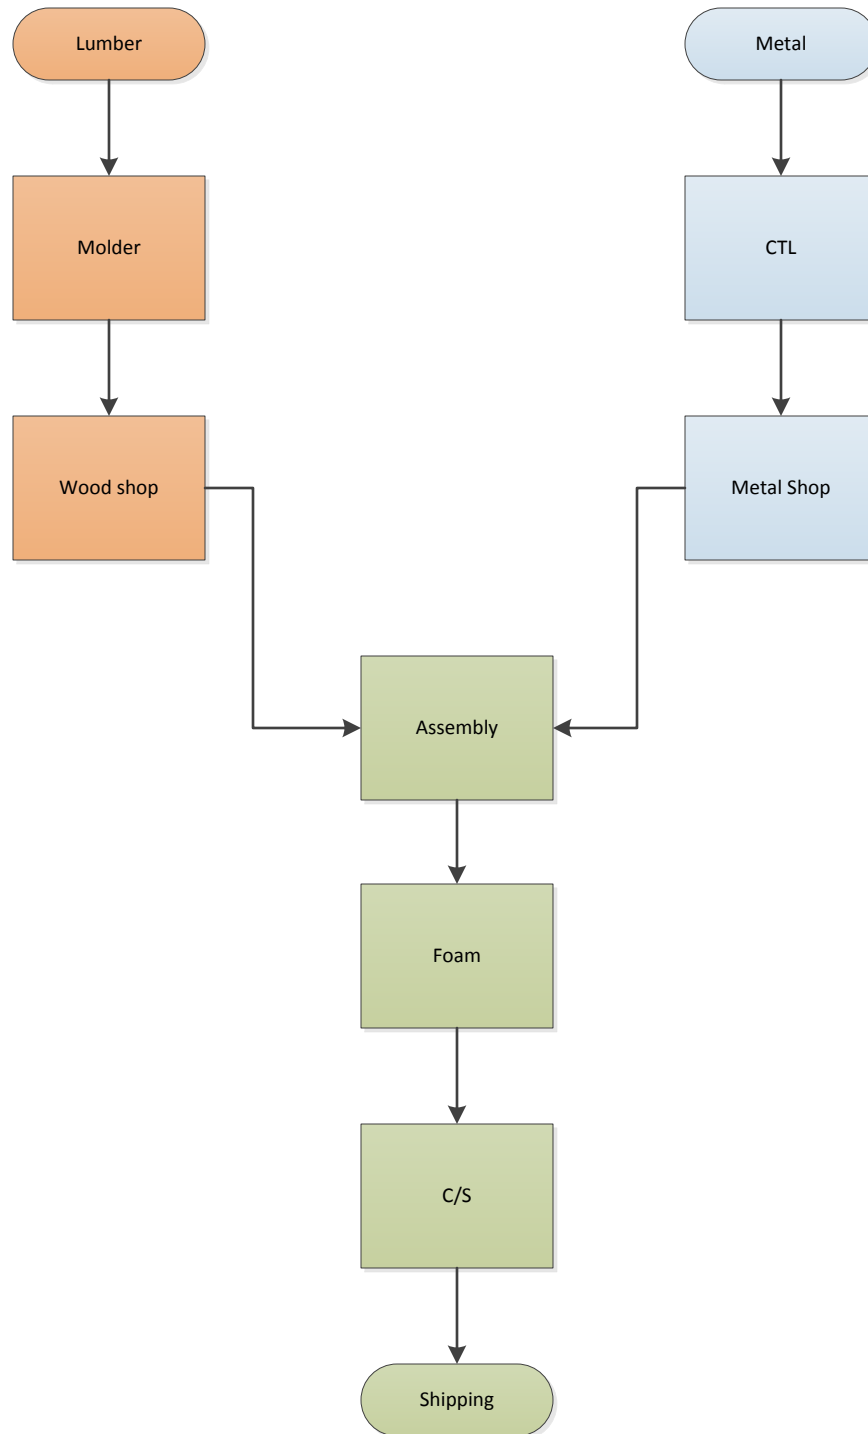 Lumber
Metal
Molder
CTL
Wood shop
Metal Shop
Assembly
Foam
C/S
Shipping